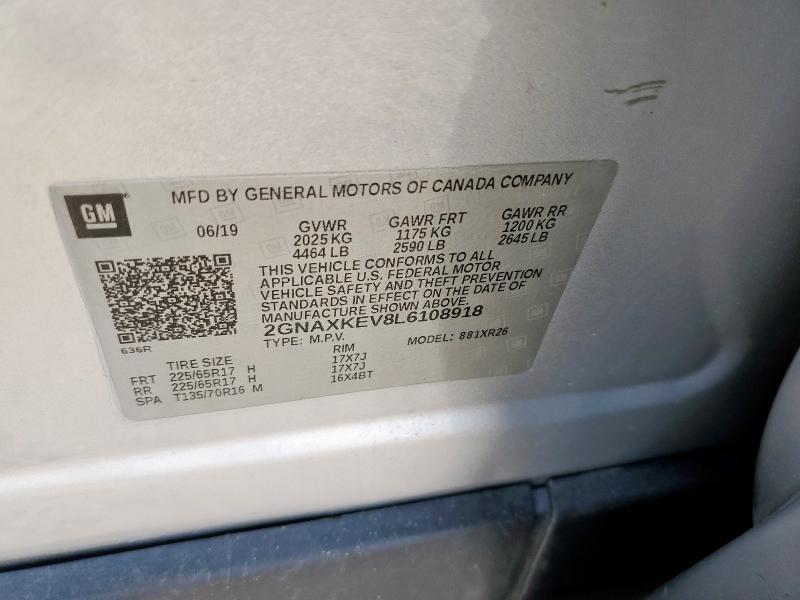 GM
MFD BY GENERAL MOTORS OF CANADA COMPANY
06/19 GVWR GAWR FRT GAWR RR
2025 KG 1175 KG 1200 KG
4464 LB 2590 LB 2645 LB
THIS VEHICLE CONFORMS TO ALL
APPLICABLE U.S. FEDERAL MOTOR
VEHICLE SAFETY AND THEFT PREVENTION
STANDARDS IN EFFECT ON THE DATE OF
MANUFACTURE SHOWN ABOVE.
2GNAXKEV8L6108918
TYPE: M.P.V. MODEL: 881XR26
636R
TIRE SIZE RIM
FRT 225/65R17 H 17X7J
RR 225/65R17 H 17X7J
SPA T135/70R16 M 16X4BT